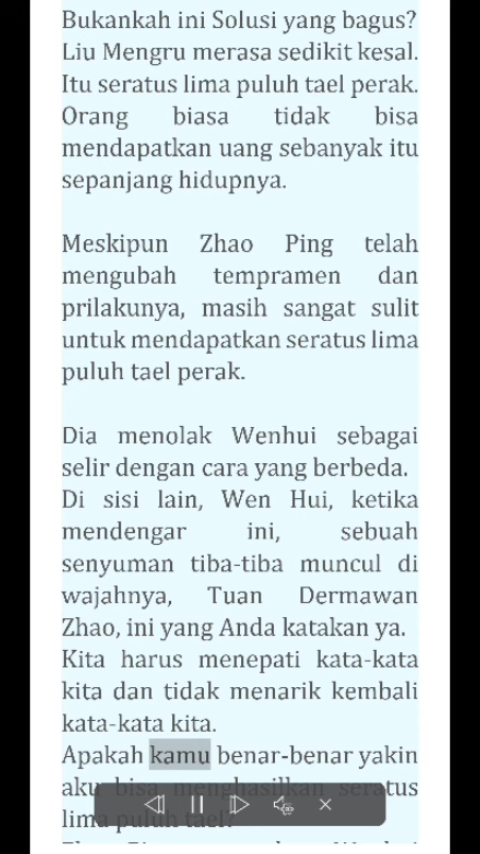 Bukankah ini Solusi yang bagus?
Liu Mengru merasa sedikit kesal.
Itu seratus lima puluh tael perak.
Orang biasa tidak bisa
mendapatkan uang sebanyak itu
sepanjang hidupnya.
Meskipun Zhao Ping telah
mengubah tempramen dan
prilakunya, masih sangat sulit
untuk mendapatkan seratus lima
puluh tael perak.
Dia menolak Wenhui sebagai
selir dengan cara yang berbeda.
Di sisi lain, Wen Hui, ketika
mendengar ini, sebuah
senyuman tiba-tiba muncul di
wajahnya, Tuan Dermawan
Zhao, ini yang Anda katakan ya.
Kita harus menepati kata-kata
kita dan tidak menarik kembali
kata-kata kita.
Apakah kamu benar-benar yakin
aku bisa menghasilkan seratus
lima puluh tael?